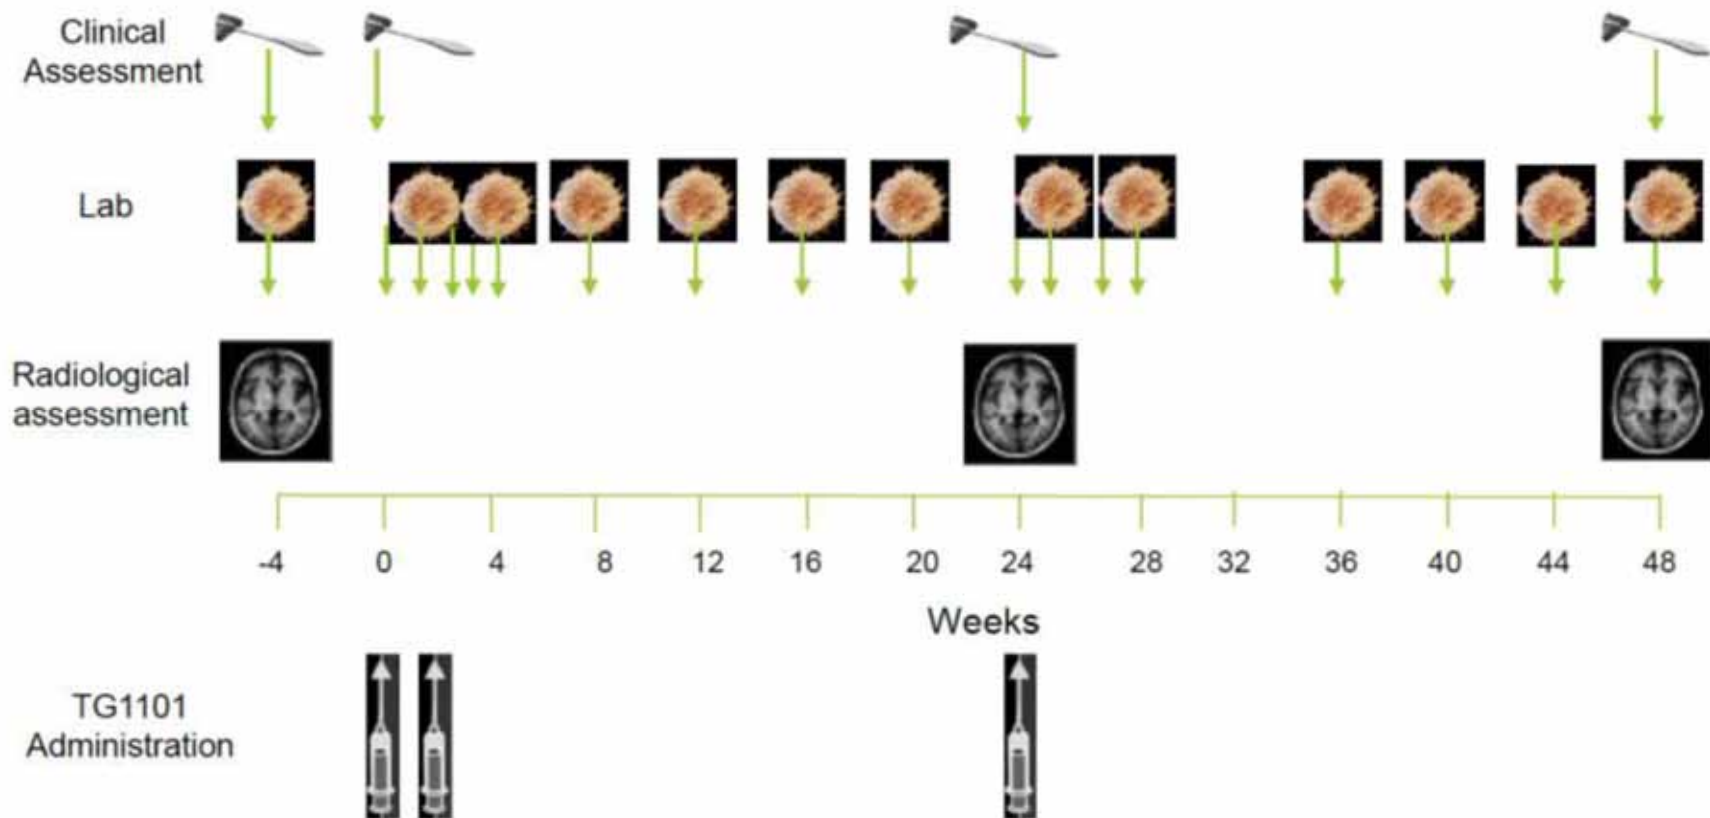 Clinical
Assessment
Lab
Radiological
assessment
-4 0 4 8 12 16 20 24 28 32 36 40 44 48
Weeks
TG1101
Administration